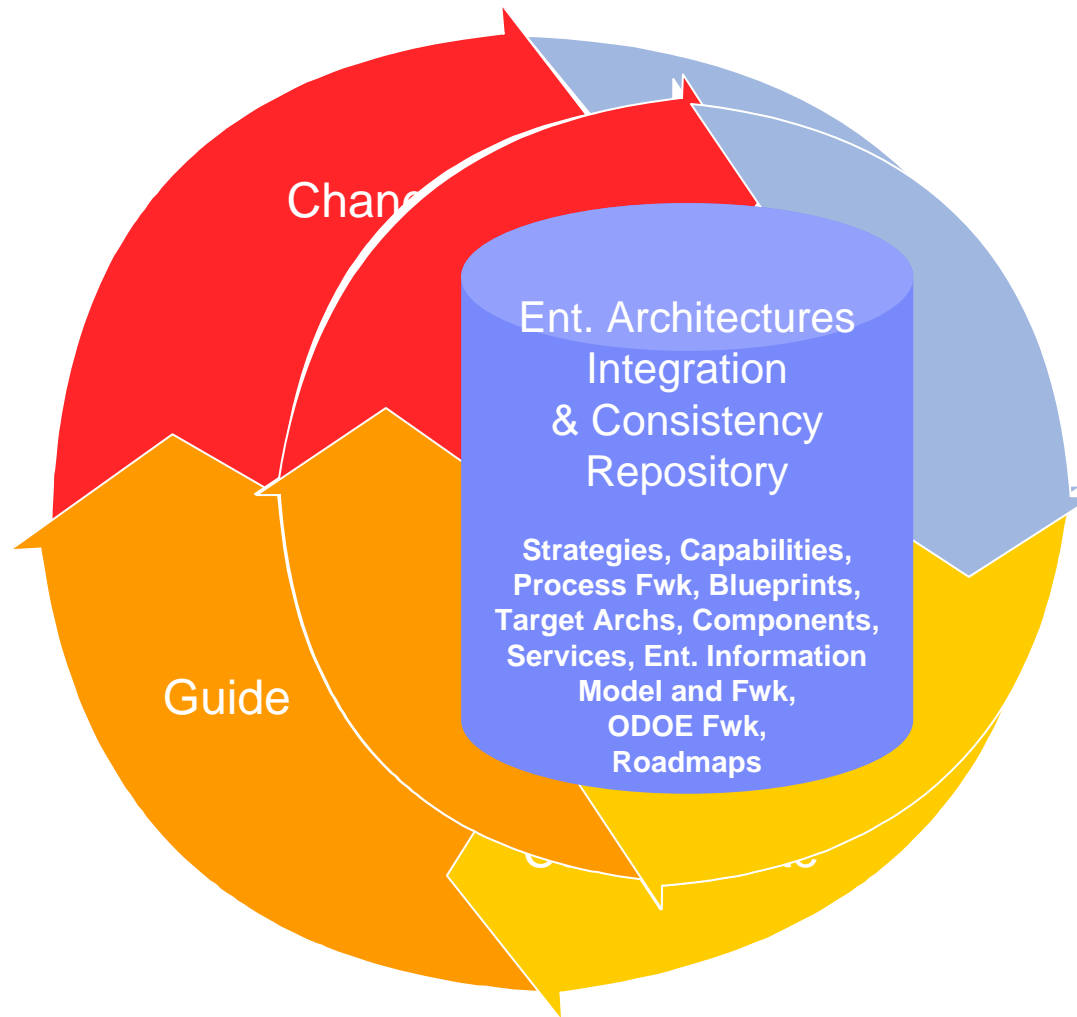 Ent. Architectures
Integration
& Consistency
Repository
Strategies, Capabilities,
Process Fwk, Blueprints,
Target Archs, Components,
Services, Ent. Information
Model and Fwk,
ODOE Fwk,
Roadmaps
Guide